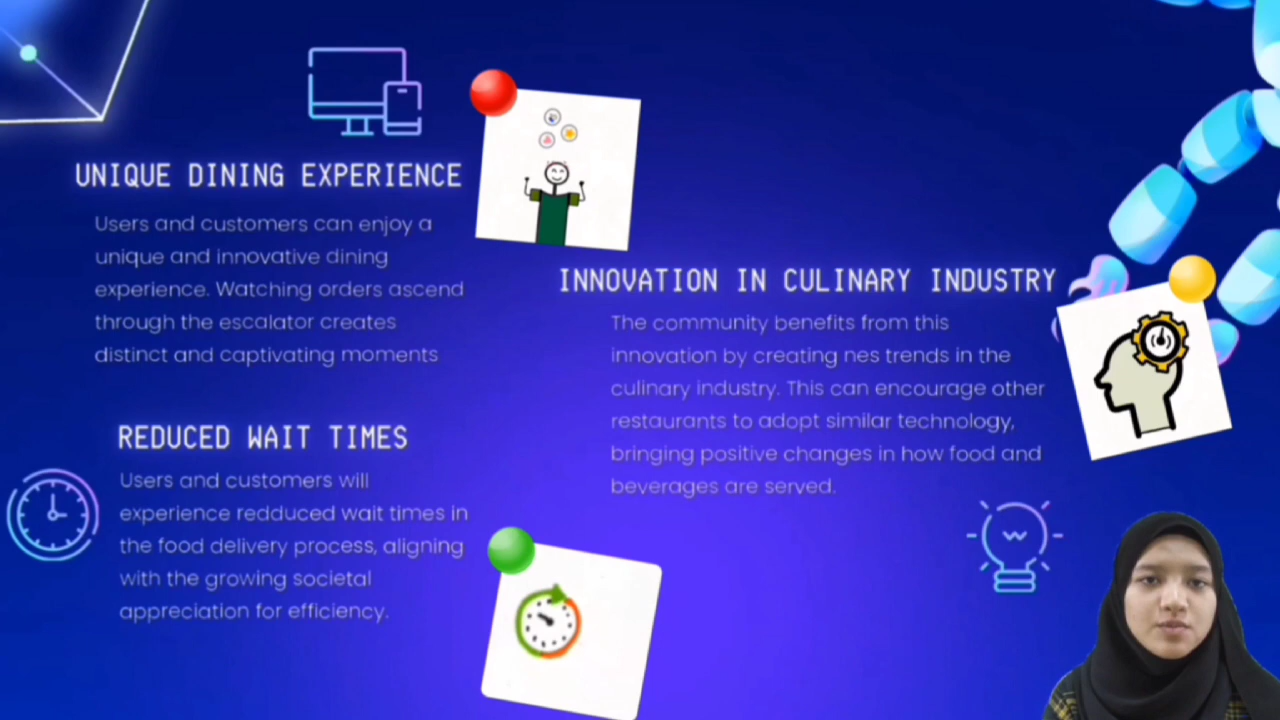 UNIQUE DINING EXPERIENCE
Users and customers can enjoy a
unique and innovative dining
experience. Watching orders ascend
through the escalator creates
distinct and captivating moments
REDUCED WAIT TIMES
Users and customers will
experience redduced wait times in
the food delivery process, aligning
with the growing societal
appreciation for efficiency.
INNOVATION IN CULINARY INDUSTRY
The community benefits from this
innovation by creating nes trends in the
culinary industry. This can encourage other
restaurants to adopt similar technology,
bringing positive changes in how food and
beverages are served.